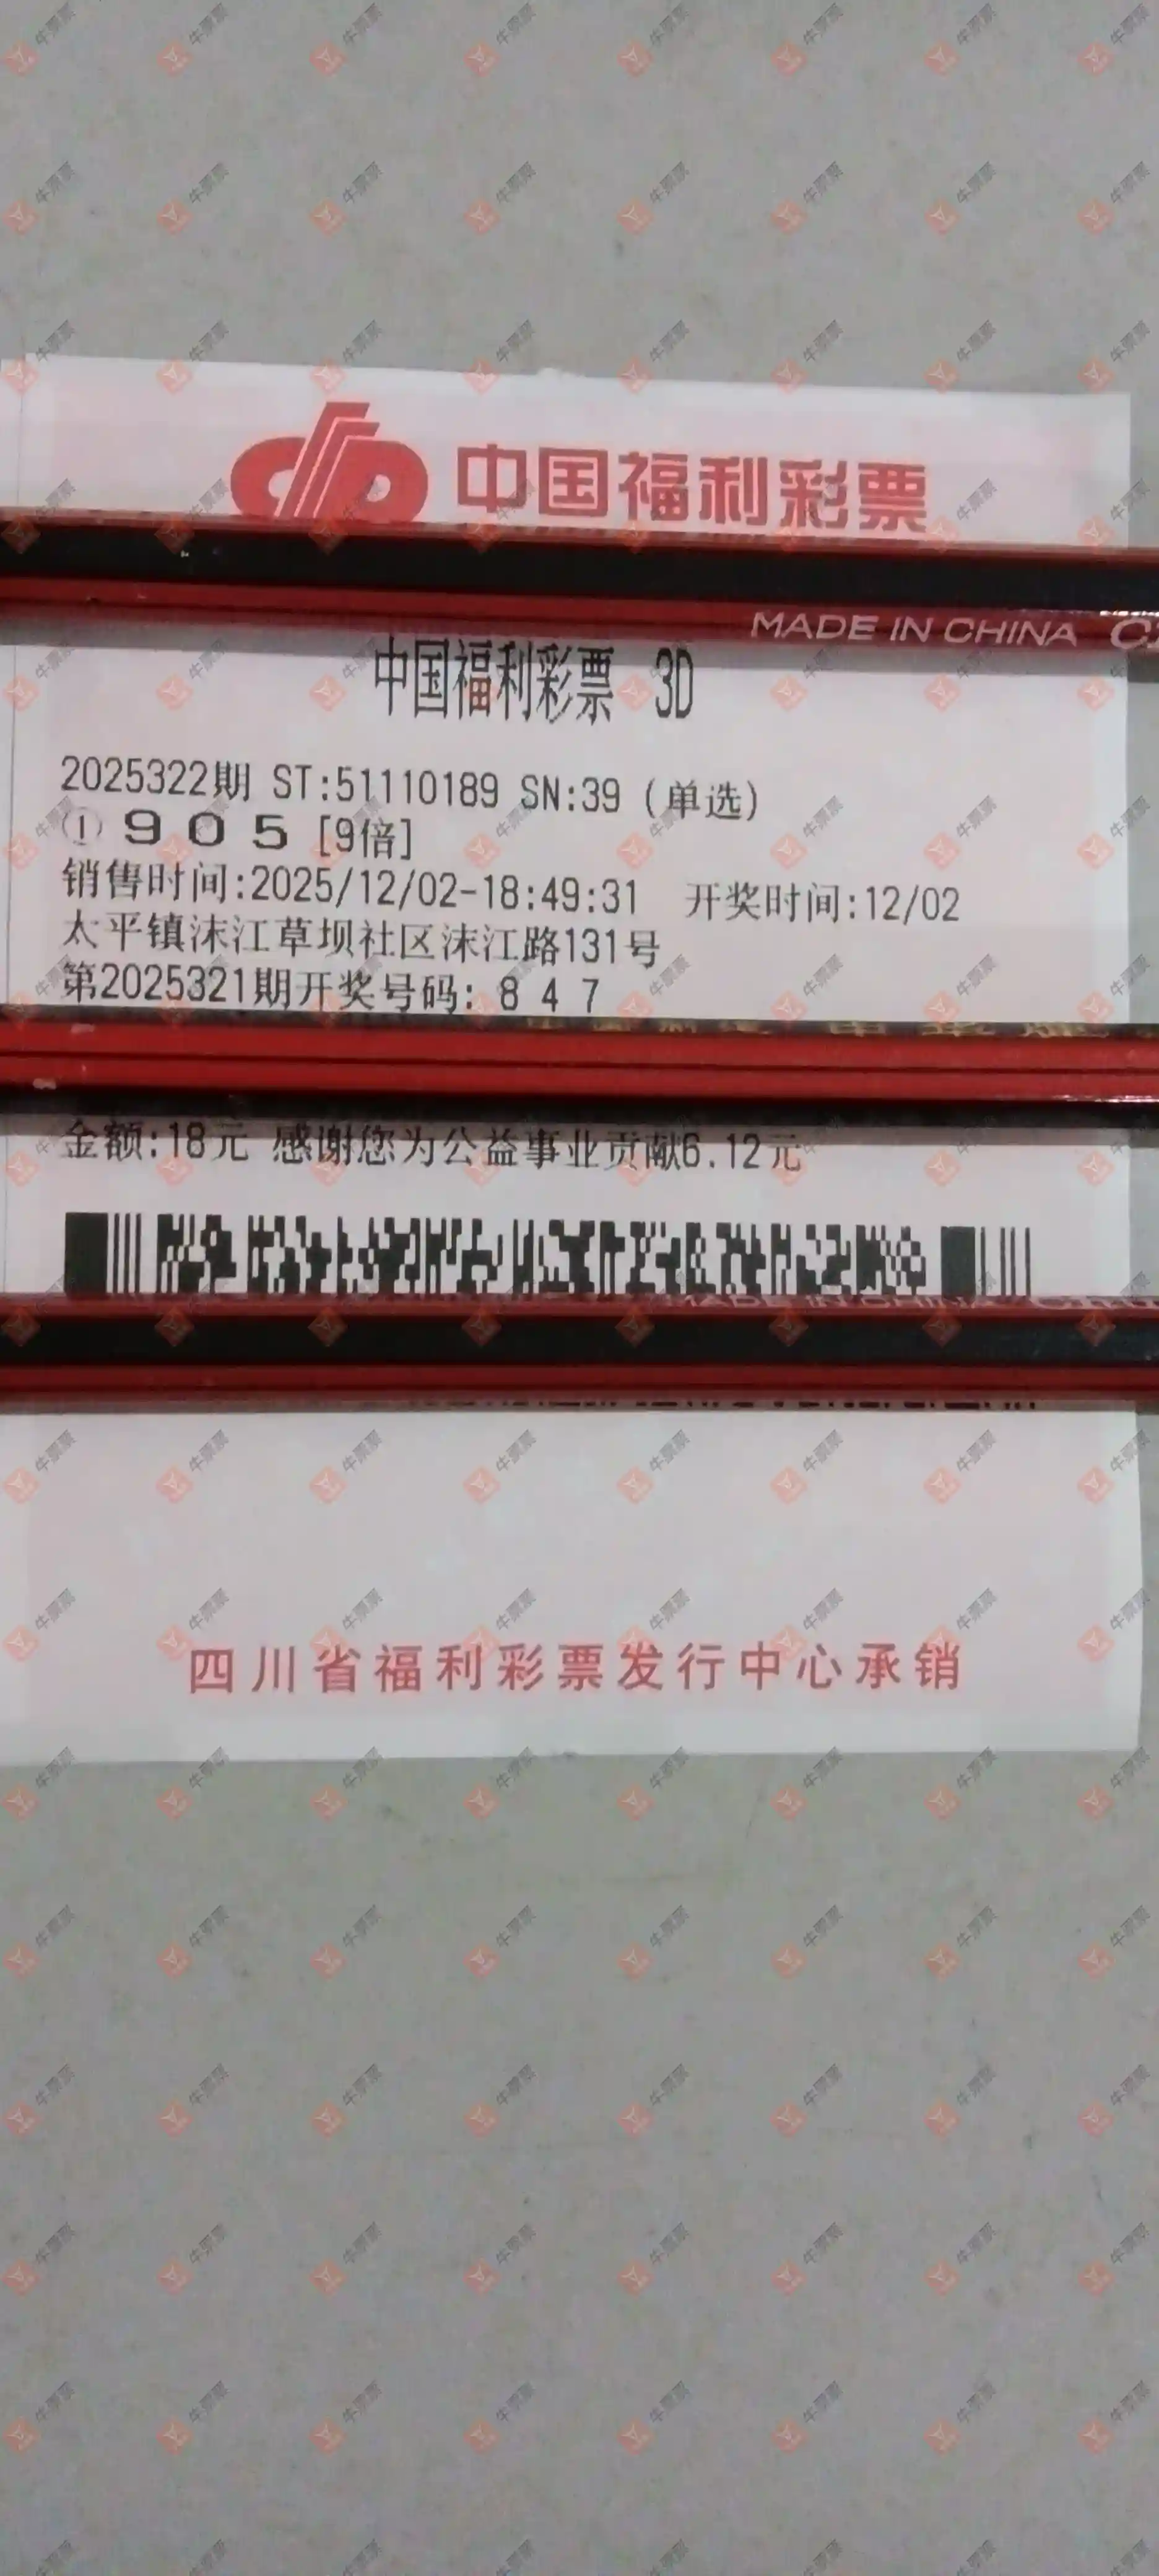 中国福利彩票
MADE IN CHINA
中国福利彩票 3D
2025322期 ST:51110189 SN:39 (单选)
① 9 0 5 [9倍]
销售时间:2025/12/02-18:49:31 开奖时间:12/02
太平镇沫江草坝社区沫江路131号
第2025321期开奖号码: 8 4 7
金额:18元 感谢您为公益事业贡献6.12元
MADE IN CHINA
四川省福利彩票发行中心承销